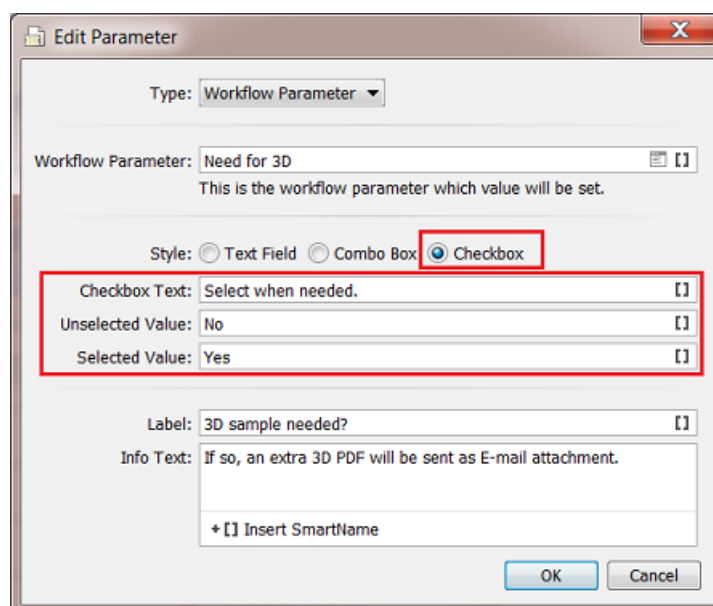 Edit Parameter
Type: Workflow Parameter
Workflow Parameter: Need for 3D
This is the workflow parameter which value will be set.
Style: Text Field Combo Box Checkbox
Checkbox Text: Select when needed.
Unselected Value: No
Selected Value: Yes
Label: 3D sample needed?
Info Text: If so, an extra 3D PDF will be sent as E-mail attachment.
+[] Insert SmartName
OK Cancel